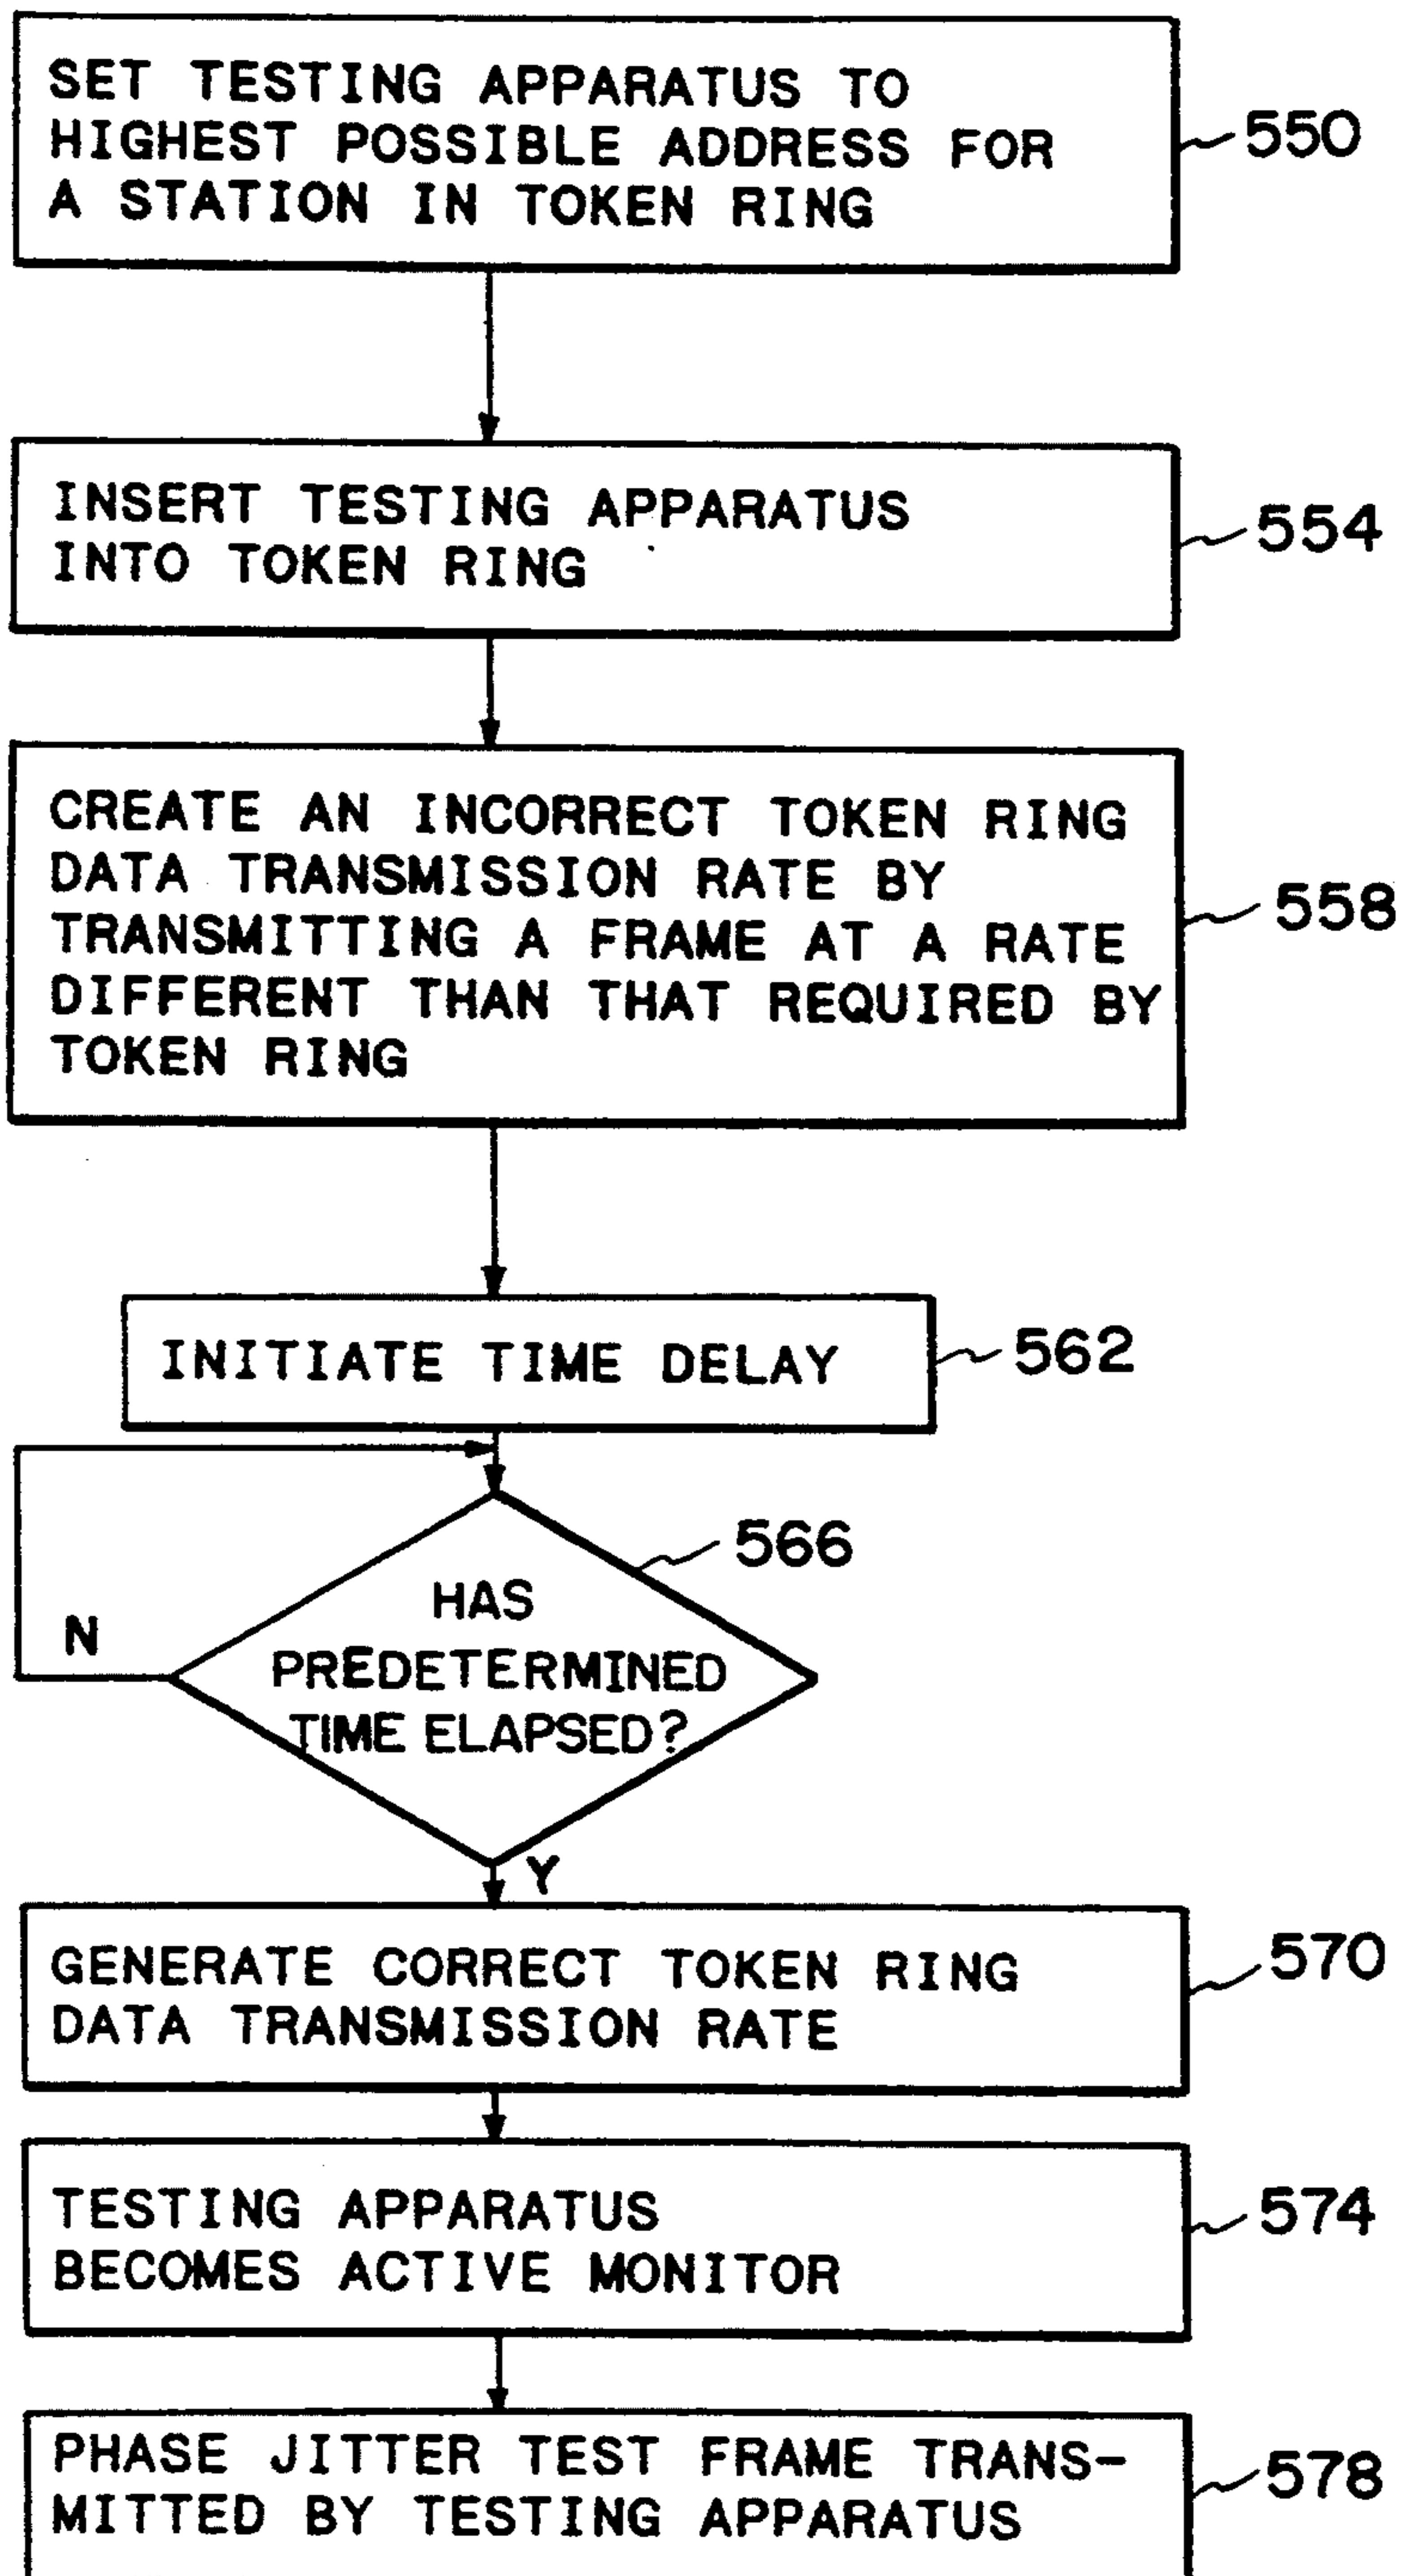 SET TESTING APPARATUS TO
HIGHEST POSSIBLE ADDRESS FOR
A STATION IN TOKEN RING
550
INSERT TESTING APPARATUS
INTO TOKEN RING
554
CREATE AN INCORRECT TOKEN RING
DATA TRANSMISSION RATE BY
TRANSMITTING A FRAME AT A RATE
DIFFERENT THAN THAT REQUIRED BY
TOKEN RING
558
INITIATE TIME DELAY
562
566
HAS
PREDETERMINED
TIME ELAPSED?
N
Y
GENERATE CORRECT TOKEN RING
DATA TRANSMISSION RATE
570
TESTING APPARATUS
BECOMES ACTIVE MONITOR
574
PHASE JITTER TEST FRAME TRANS-
MITTED BY TESTING APPARATUS
578